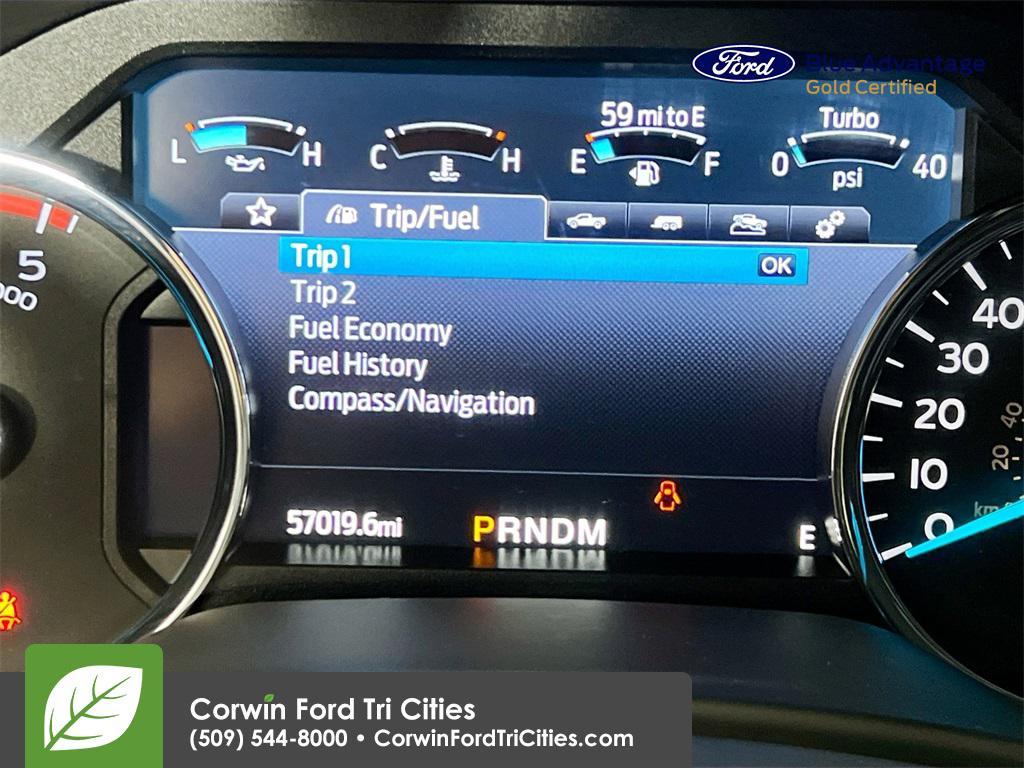 Ford Blue Advantage
Gold Certified
59 mi to E
Turbo
L H
C H
E F
0 40
psi
Trip/Fuel
Trip 1 OK
Trip 2
Fuel Economy
Fuel History
Compass/Navigation
57019.6mi
PRNDM
E
5
40
30
20
10
0
40
20
Corwin Ford Tri Cities
(509) 544-8000 • CorwinFordTriCities.com